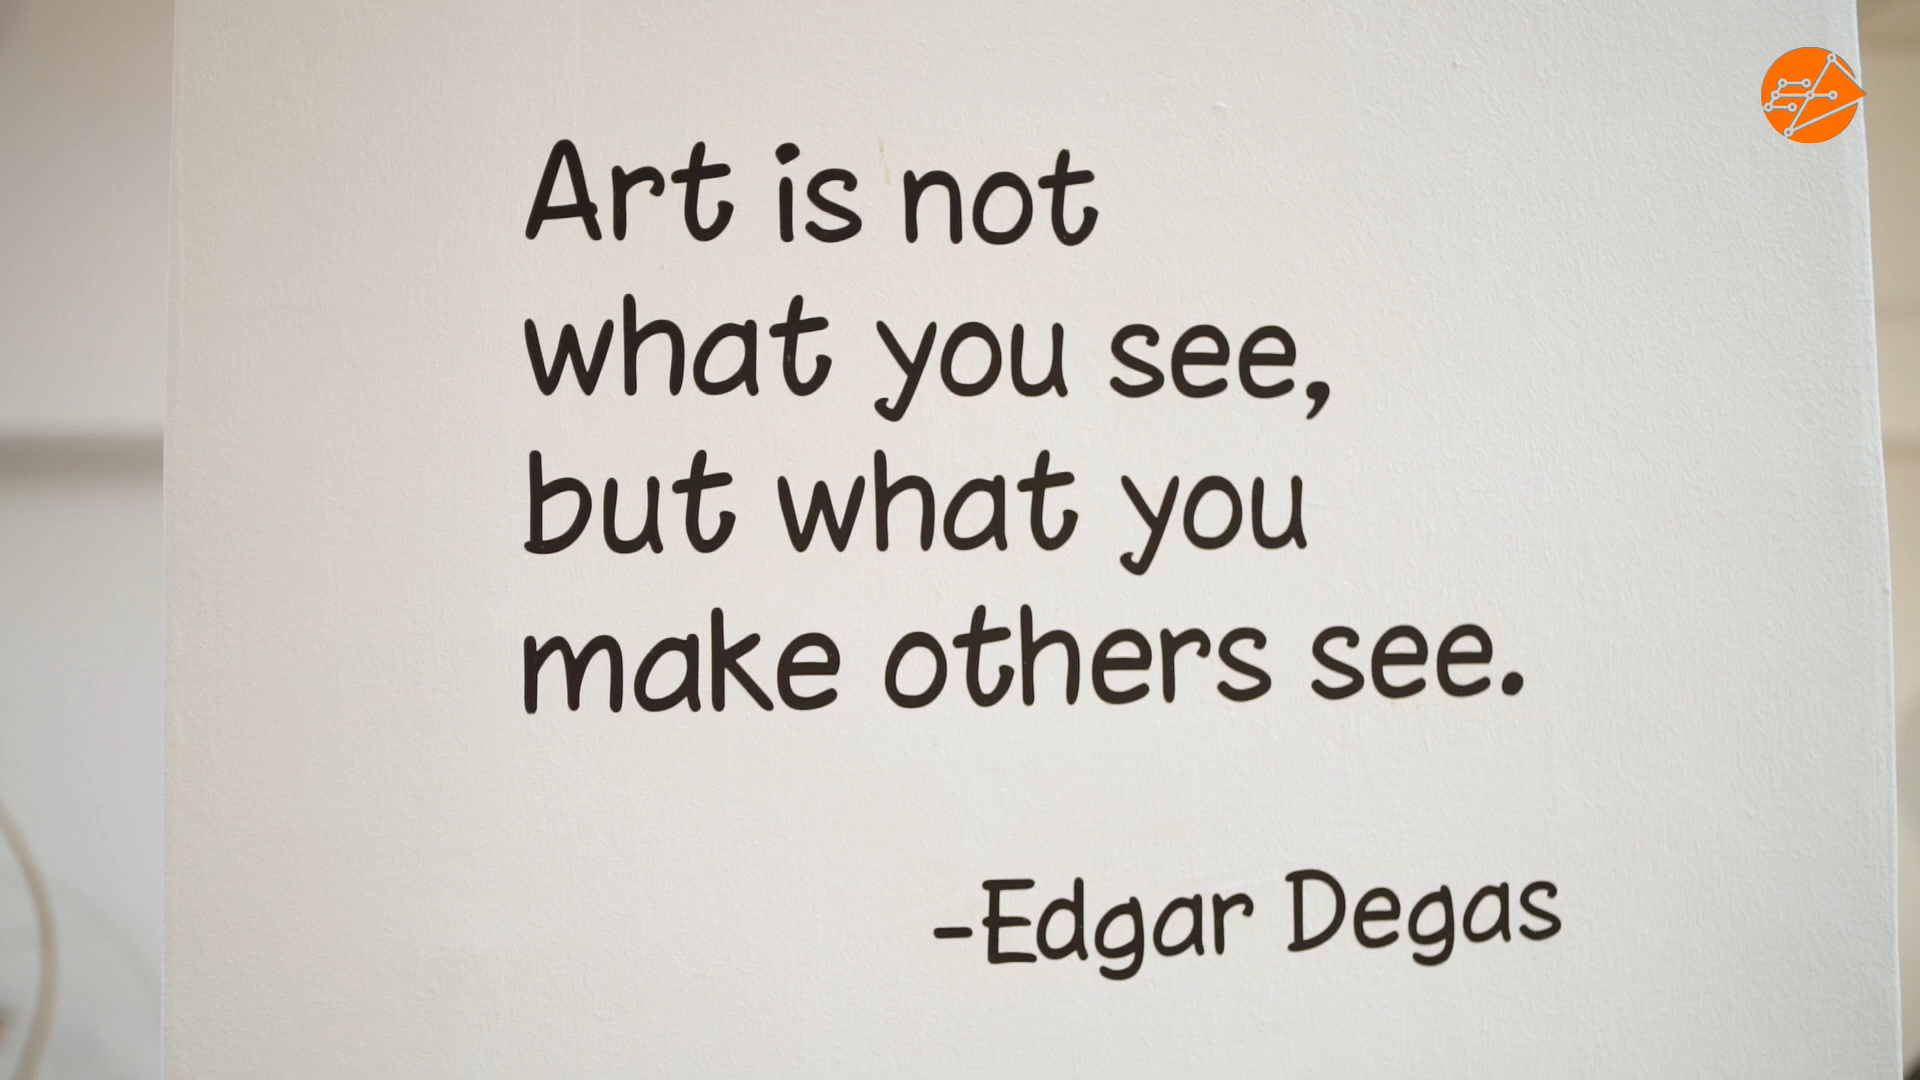 Art is not
what you see,
but what you
make others see.
-Edgar Degas